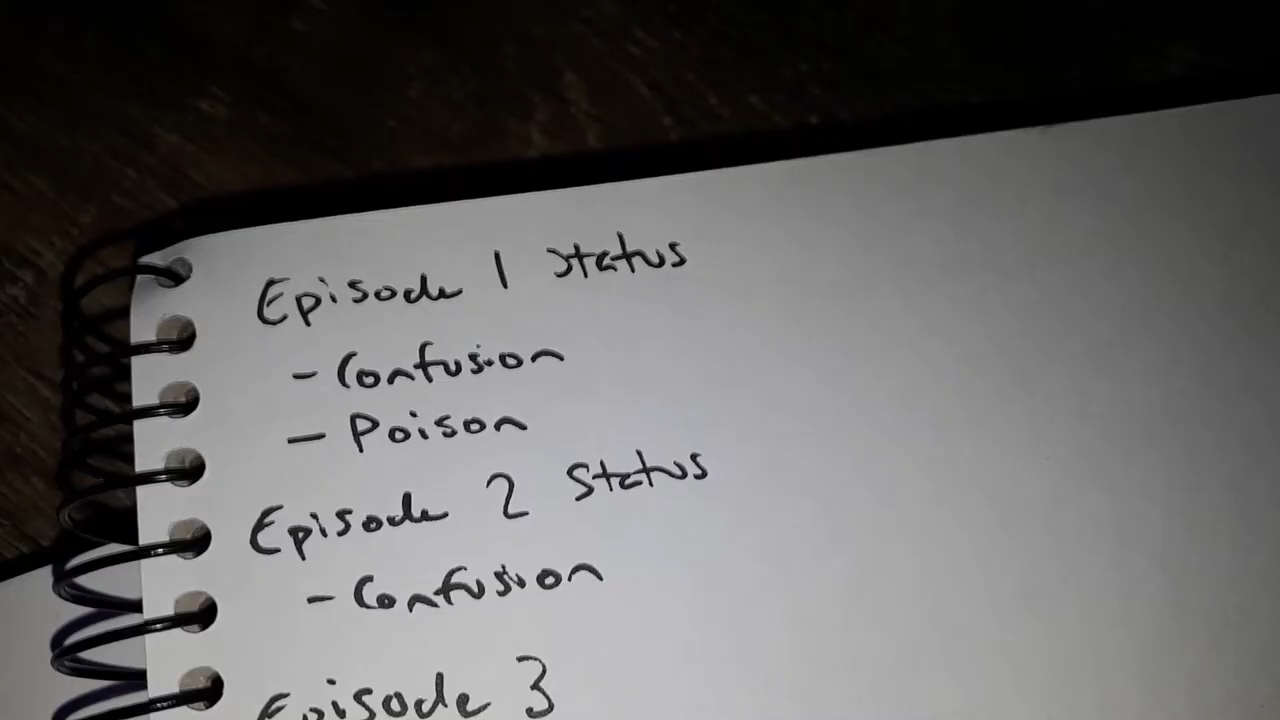 Episode 1 Status
- Confusion
- Poison
Episode 2 Status
- Confusion
Episode 3